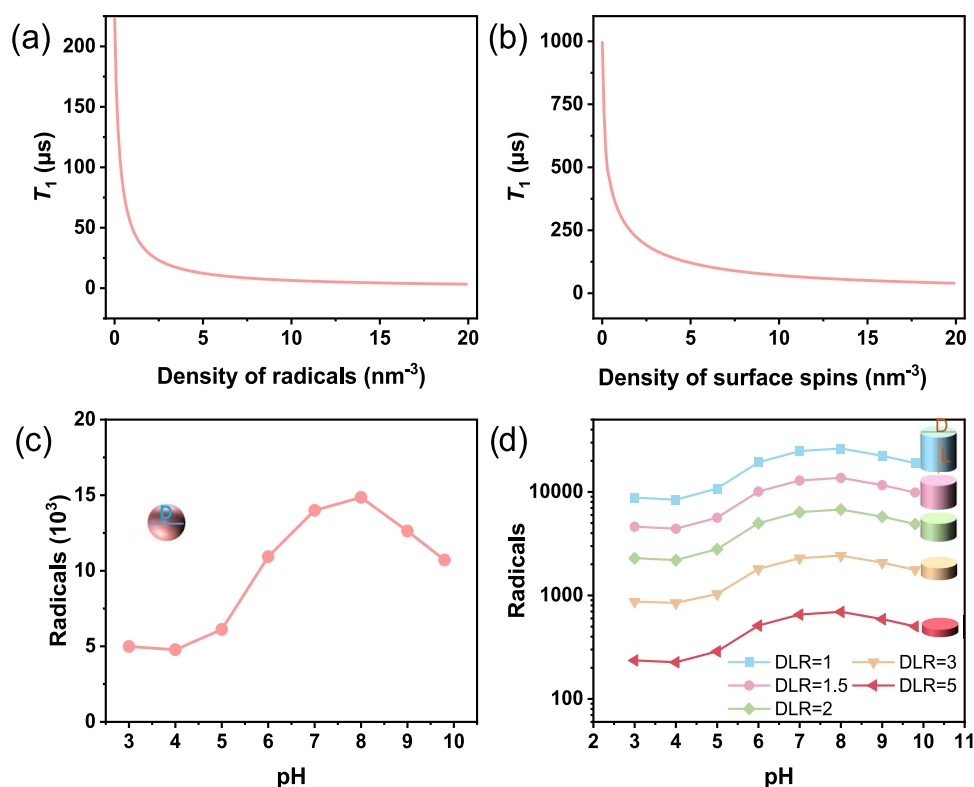 (a)
200
150
100
50
0
T₁ (µs)
0 5 10 15 20
Density of radicals (nm⁻³)
(b)
1000
750
500
250
0
T₁ (µs)
0 5 10 15 20
Density of surface spins (nm⁻³)
(c)
20
15
10
5
0
Radicals (10³)
D
3 4 5 6 7 8 9 10
pH
(d)
10000
1000
100
Radicals
D
L
DLR=1
DLR=1.5
DLR=2
DLR=3
DLR=5
2 3 4 5 6 7 8 9 10 11
pH